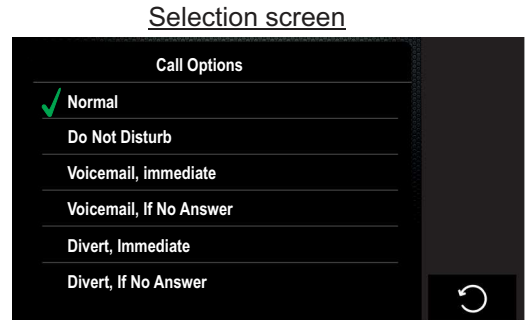 Selection screen
Call Options
Normal
Do Not Disturb
Voicemail, immediate
Voicemail, If No Answer
Divert, Immediate
Divert, If No Answer